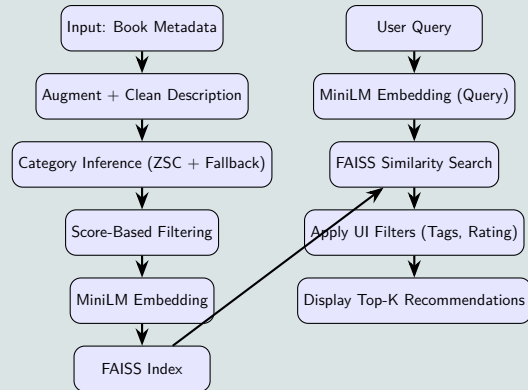 Input: Book Metadata
Augment + Clean Description
Category Inference (ZSC + Fallback)
Score-Based Filtering
MiniLM Embedding
FAISS Index
User Query
MiniLM Embedding (Query)
FAISS Similarity Search
Apply UI Filters (Tags, Rating)
Display Top-K Recommendations